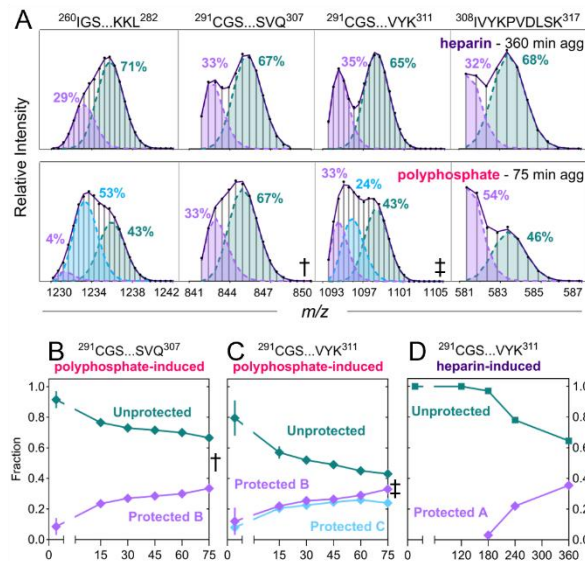 A
²⁶⁰IGS...KKL²⁸² ²⁹¹CGS...SVQ³⁰⁷ ²⁹¹CGS...VYK³¹¹ ³⁰⁸IVYKPVDLSK³¹⁷
heparin - 360 min agg
29% 71% 33% 67% 35% 65% 32% 68%
Relative Intensity
polyphosphate - 75 min agg
4% 53% 43% 33% 67% † 33% 24% 43% ‡ 54% 46%
1230 1234 1238 1242 841 844 847 850 1093 1097 1101 1105 581 583 585 587
m/z
B ²⁹¹CGS...SVQ³⁰⁷ C ²⁹¹CGS...VYK³¹¹ D ²⁹¹CGS...VYK³¹¹
polyphosphate-induced polyphosphate-induced heparin-induced
Fraction
1.0 0.8 0.6 0.4 0.2 0.0
Unprotected
†
Protected B
0 15 30 45 60 75
Unprotected
‡
Protected B
Protected C
0 15 30 45 60 75
Unprotected
Protected A
0 120 180 240 300 360
1.0 0.8 0.6 0.4 0.2 0.0